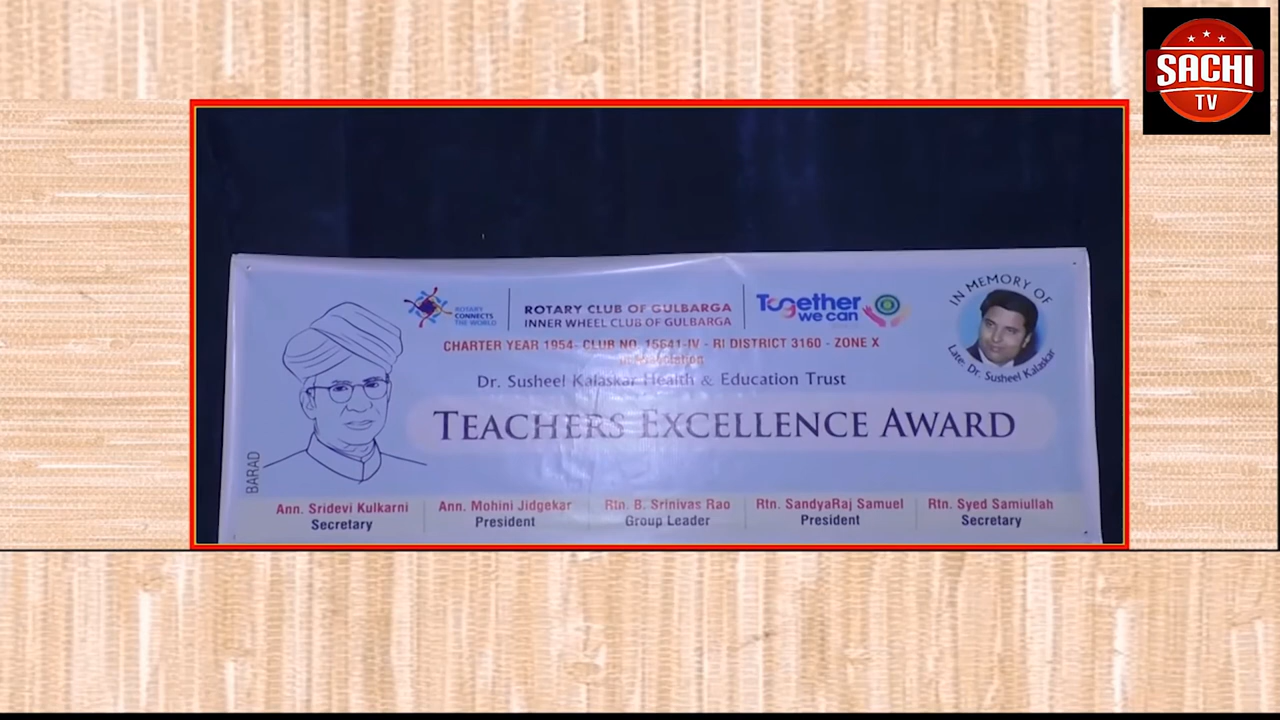 SACHI
TV
ROTARY
CONNECTS
THE WORLD
ROTARY CLUB OF GULBARGA
INNER WHEEL CLUB OF GULBARGA
Together
we can
IN MEMORY OF
Late. Dr. Susheel Kalaskar
CHARTER YEAR 1954- CLUB NO. 15641-IV - RI DISTRICT 3160 - ZONE X
Dr. Susheel Kalaskar Health & Education Trust
TEACHERS EXCELLENCE AWARD
BARAD
Ann. Sridevi Kulkarni
Secretary
Ann. Mohini Jidgekar
President
Rtn. B. Srinivas Rao
Group Leader
Rtn. SandyaRaj Samuel
President
Rtn. Syed Samiullah
Secretary